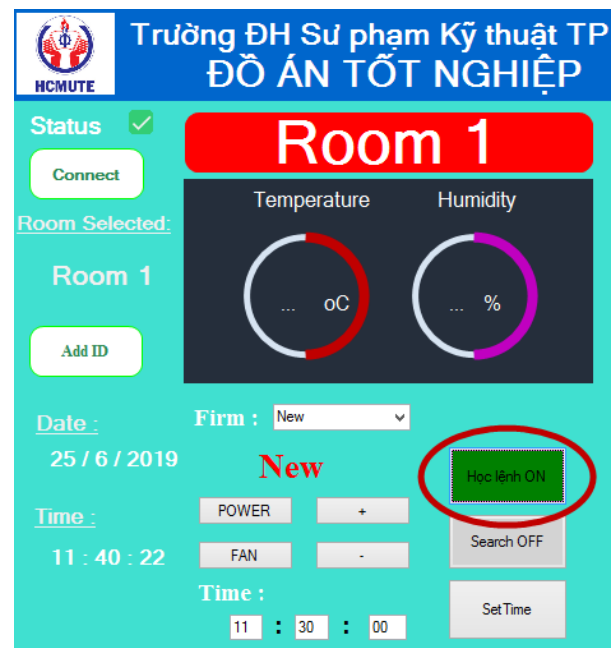 HCMUTE
Trường ĐH Sư phạm Kỹ thuật TP
ĐỒ ÁN TỐT NGHIỆP
Status
Connect
Room Selected:
Room 1
Add ID
Date :
25 / 6 / 2019
Time :
11 : 40 : 22
Room 1
Temperature Humidity
... oC ... %
Firm : New
New
POWER +
FAN -
Time :
11 : 30 : 00
Học lệnh ON
Search OFF
SetTime